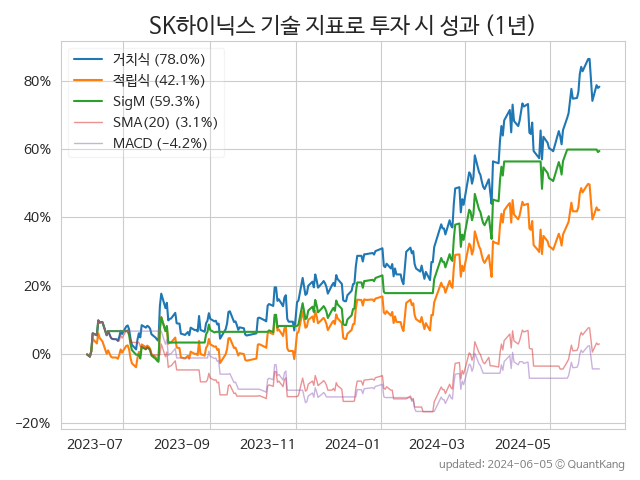 SK하이닉스 기술 지표로 투자 시 성과 (1년)
거치식 (78.0%)
적립식 (42.1%)
SigM (59.3%)
SMA(20) (3.1%)
MACD (−4.2%)
80%
60%
40%
20%
0%
−20%
2023-07 2023-09 2023-11 2024-01 2024-03 2024-05
updated: 2024-06-05 ⓒ QuantKang